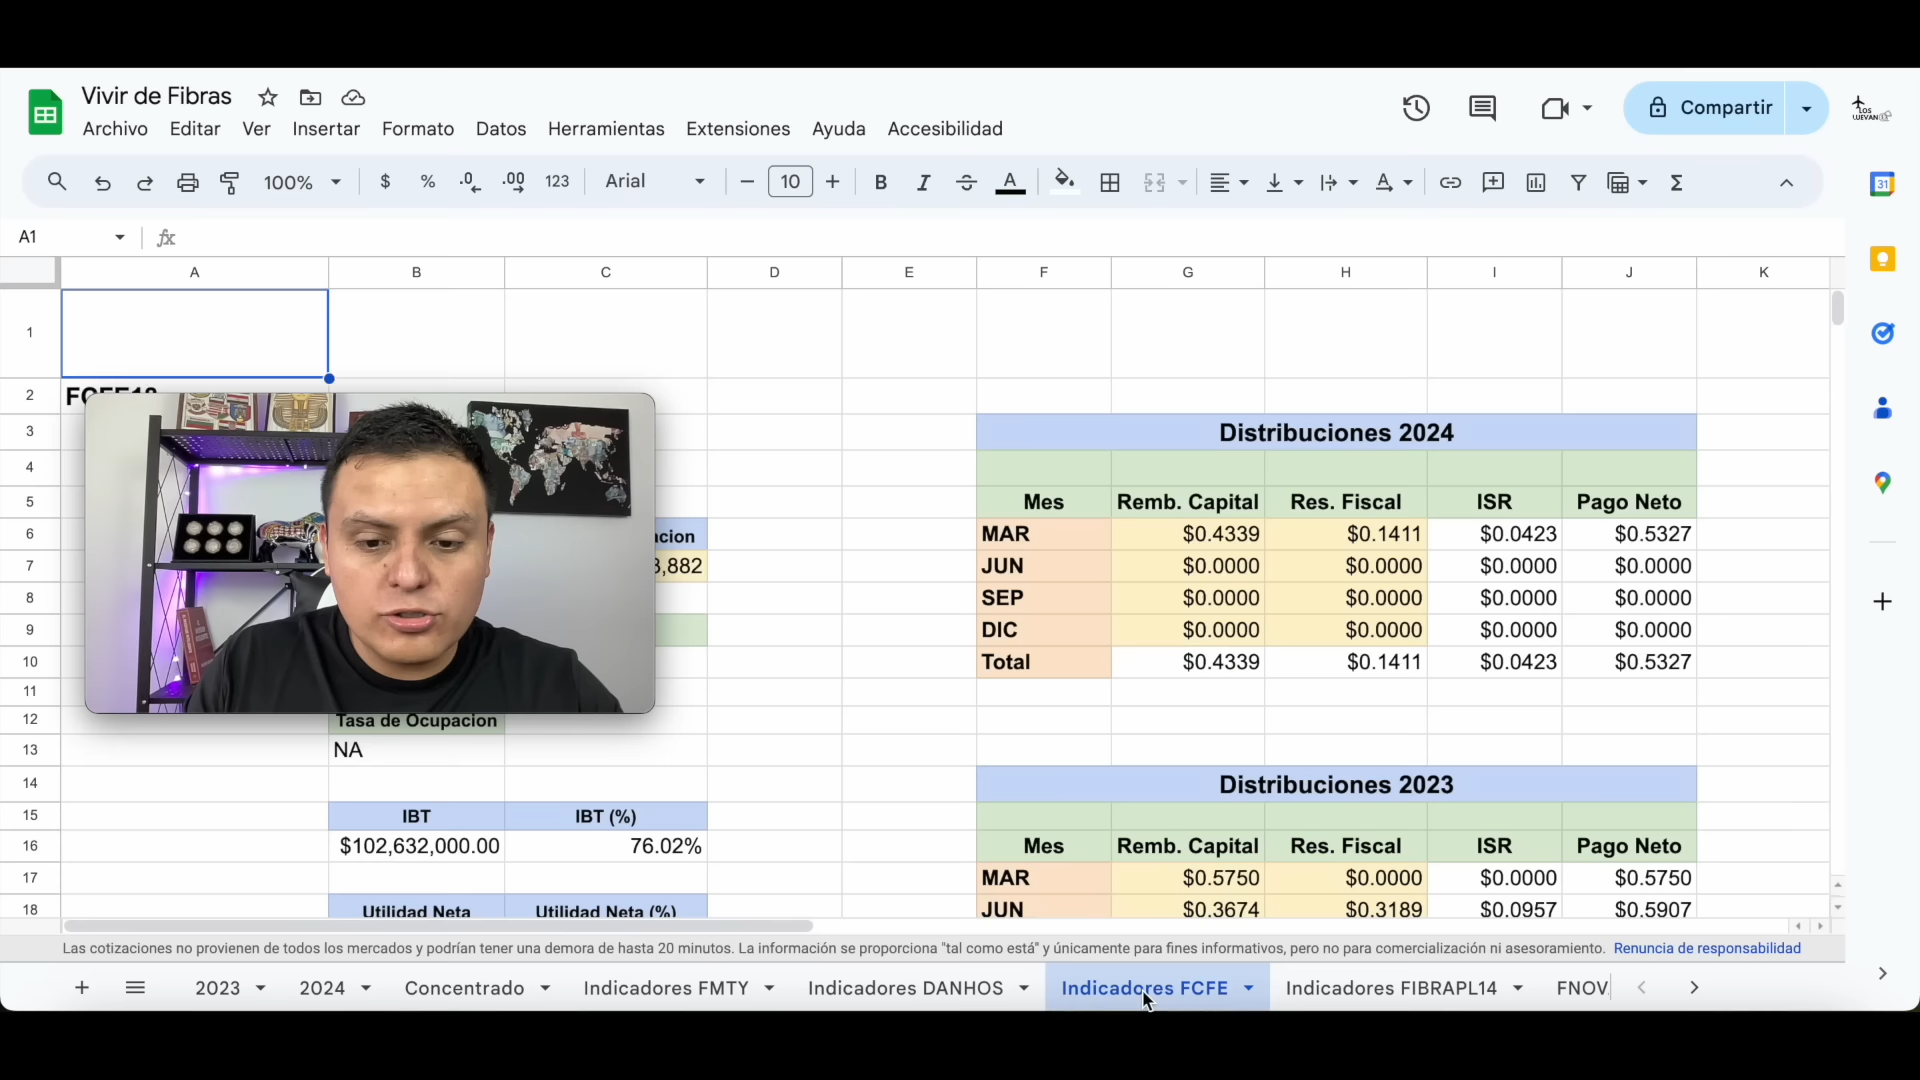 Vivir de Fibras
Archivo Editar Ver Insertar Formato Datos Herramientas Extensiones Ayuda Accesibilidad
Compartir
LOS
100% $ % .0 .00 123 Arial 10 B I A
31
A1 fx
A B C D E F G H I J K
1
2
3 Distribuciones 2024
4
5 Mes Remb. Capital Res. Fiscal ISR Pago Neto
6 MAR $0.4339 $0.1411 $0.0423 $0.5327
7 3,882 JUN $0.0000 $0.0000 $0.0000 $0.0000
8 SEP $0.0000 $0.0000 $0.0000 $0.0000
9 DIC $0.0000 $0.0000 $0.0000 $0.0000
10 Total $0.4339 $0.1411 $0.0423 $0.5327
11
12 Tasa de Ocupacion
13 NA
14 Distribuciones 2023
15 IBT IBT (%)
16 $102,632,000.00 76.02% Mes Remb. Capital Res. Fiscal ISR Pago Neto
17 MAR $0.5750 $0.0000 $0.0000 $0.5750
18 Utilidad Neta Utilidad Neta (%) JUN $0.3674 $0.3189 $0.0957 $0.5907
Las cotizaciones no provienen de todos los mercados y podrían tener una demora de hasta 20 minutos. La información se proporciona "tal como está" y únicamente para fines informativos, pero no para comercialización ni asesoramiento. Renuncia de responsabilidad
2023 2024 Concentrado Indicadores FMTY Indicadores DANHOS Indicadores FCFE Indicadores FIBRAPL14 FNOV